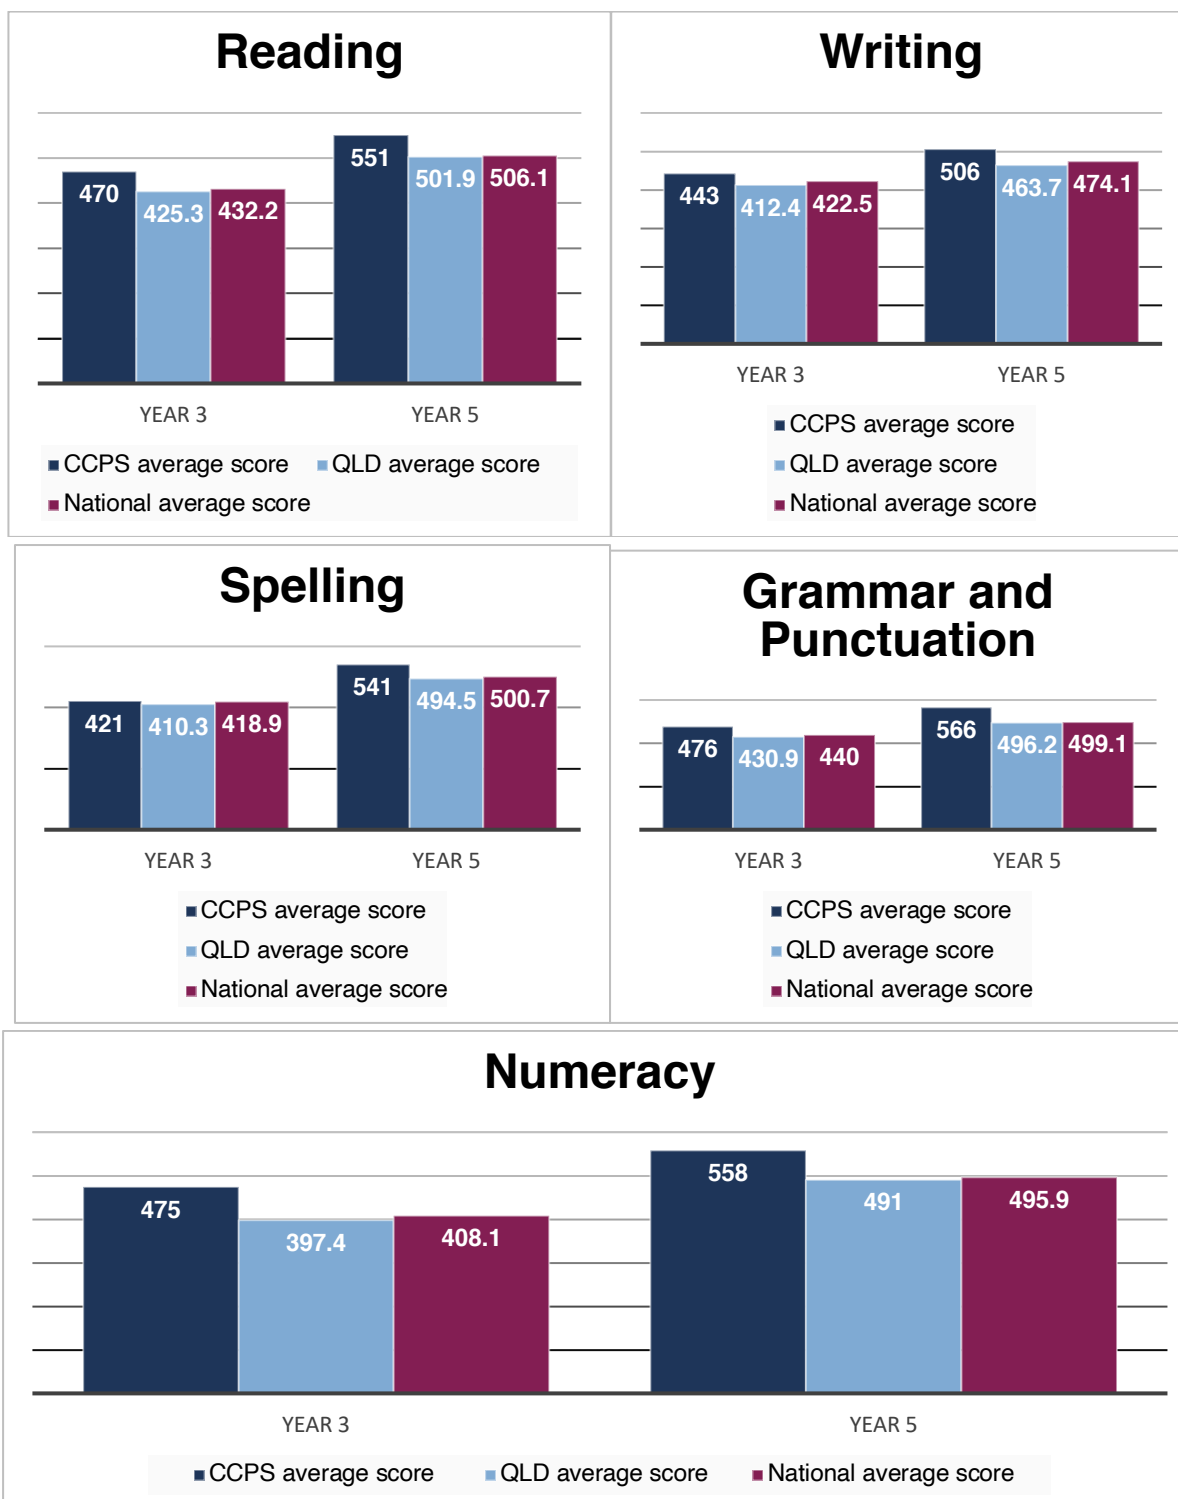 Reading
470
425.3
432.2
551
501.9
506.1
YEAR 3
YEAR 5
CCPS average score
QLD average score
National average score
Writing
443
412.4
422.5
506
463.7
474.1
YEAR 3
YEAR 5
CCPS average score
QLD average score
National average score
Spelling
421
410.3
418.9
541
494.5
500.7
YEAR 3
YEAR 5
CCPS average score
QLD average score
National average score
Grammar and
Punctuation
476
430.9
440
566
496.2
499.1
YEAR 3
YEAR 5
CCPS average score
QLD average score
National average score
Numeracy
475
397.4
408.1
558
491
495.9
YEAR 3
YEAR 5
CCPS average score
QLD average score
National average score